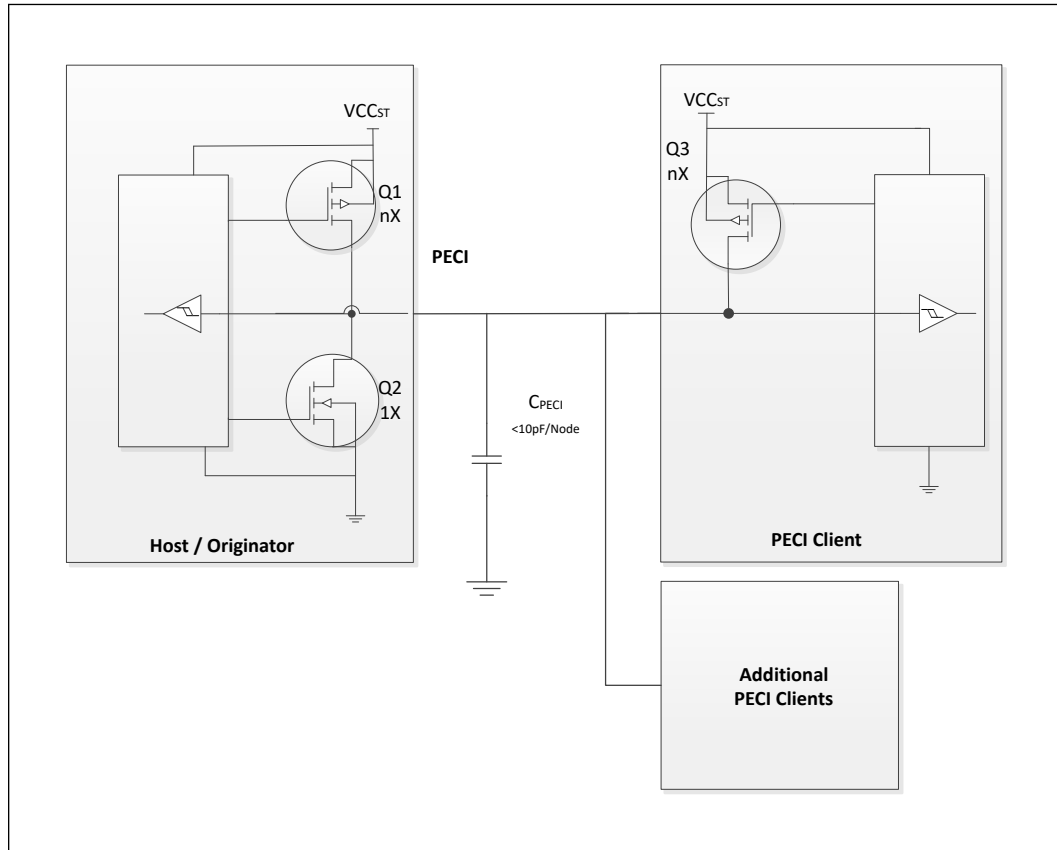 VCCST
Q1
nX
Q2
1X
Host / Originator
PECI
CPECI
<10pF/Node
VCCST
Q3
nX
PECI Client
Additional
PECI Clients